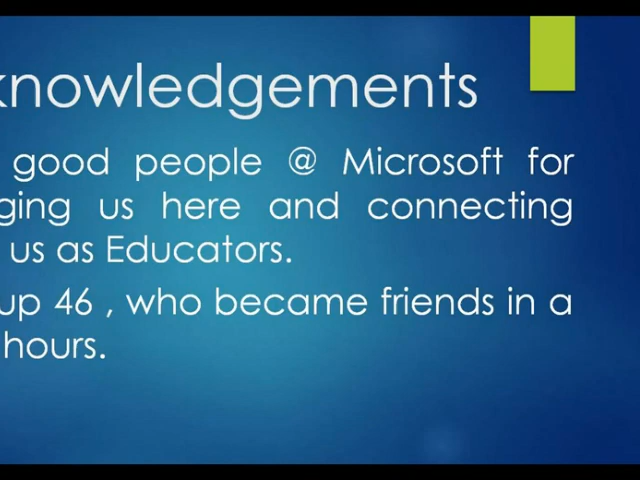 knowledgements
good people @ Microsoft for
ging us here and connecting
us as Educators.
up 46 , who became friends in a
hours.